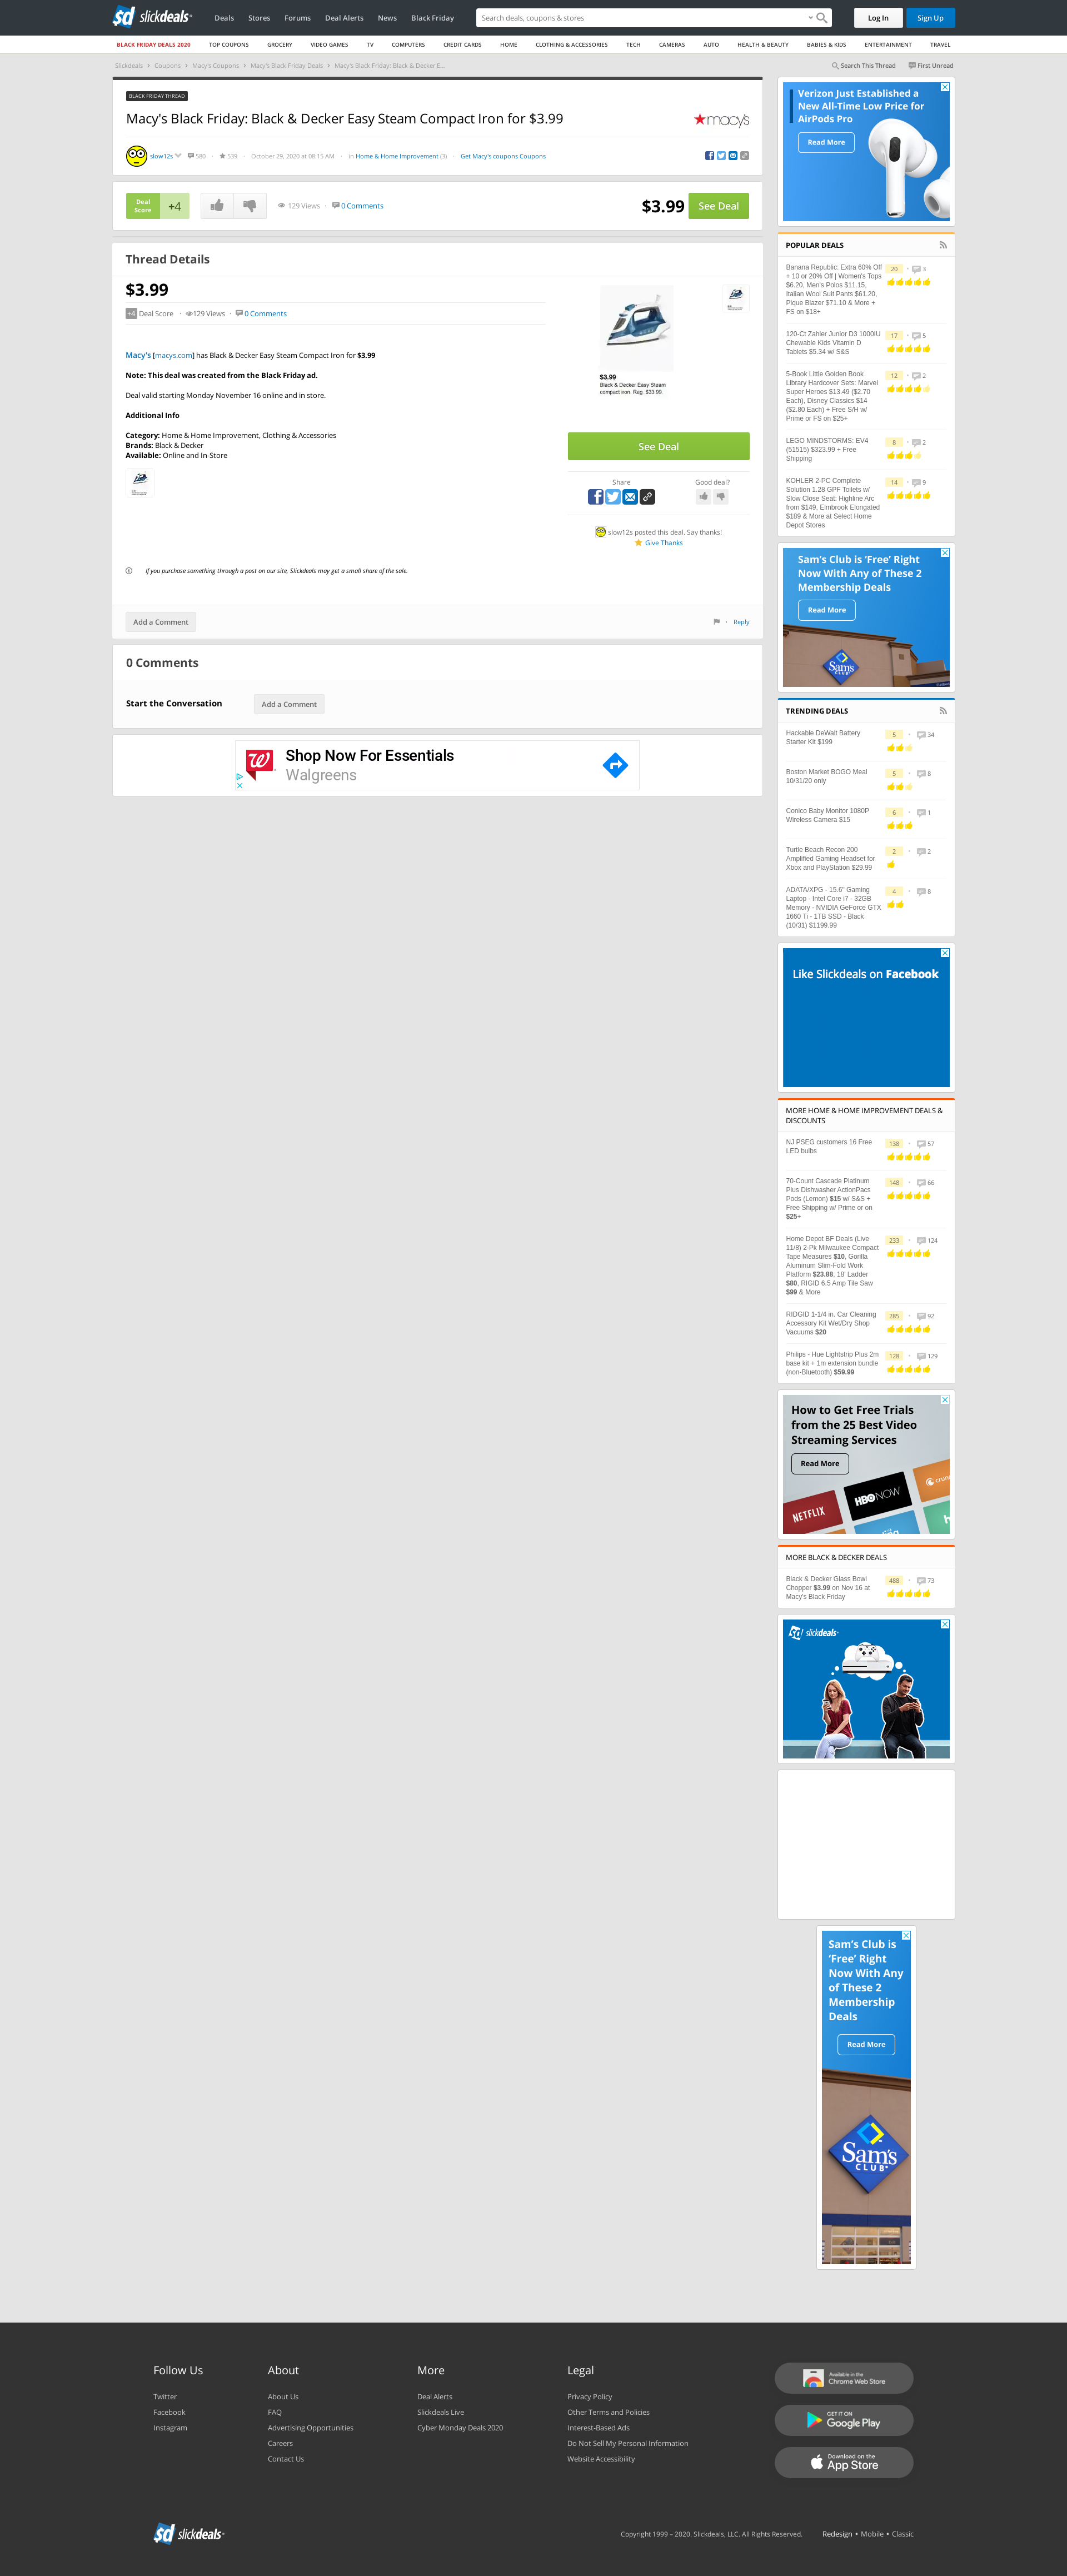 sd slickdeals
Deals Stores Forums Deal Alerts News Black Friday
Search deals, coupons & stores
Log In Sign Up
BLACK FRIDAY DEALS 2020 TOP COUPONS GROCERY VIDEO GAMES TV COMPUTERS CREDIT CARDS HOME CLOTHING & ACCESSORIES TECH CAMERAS AUTO HEALTH & BEAUTY BABIES & KIDS ENTERTAINMENT TRAVEL
Slickdeals › Coupons › Macy's Coupons › Macy's Black Friday Deals › Macy's Black Friday: Black & Decker E...
Search This Thread First Unread
BLACK FRIDAY THREAD
Macy's Black Friday: Black & Decker Easy Steam Compact Iron for $3.99
★macy's
slow12s 580 · 539 · October 29, 2020 at 08:15 AM · in Home & Home Improvement (3) · Get Macy's coupons Coupons
Deal
Score
+4
129 Views · 0 Comments
$3.99
See Deal
Thread Details
$3.99
+4 Deal Score · 129 Views · 0 Comments
Macy's [macys.com] has Black & Decker Easy Steam Compact Iron for $3.99
Note: This deal was created from the Black Friday ad.
Deal valid starting Monday November 16 online and in store.
Additional Info
Category: Home & Home Improvement, Clothing & Accessories
Brands: Black & Decker
Available: Online and In-Store
$3.99
Black & Decker Easy Steam
compact iron. Reg. $33.99.
See Deal
Share Good deal?
slow12s posted this deal. Say thanks!
Give Thanks
If you purchase something through a post on our site, Slickdeals may get a small share of the sale.
Add a Comment
· Reply
0 Comments
Start the Conversation
Add a Comment
Shop Now For Essentials
Walgreens
Verizon Just Established a
New All-Time Low Price for
AirPods Pro
Read More
POPULAR DEALS
Banana Republic: Extra 60% Off
+ 10 or 20% Off | Women's Tops
$6.20, Men's Polos $11.15,
Italian Wool Suit Pants $61.20,
Pique Blazer $71.10 & More +
FS on $18+
20 · 3
120-Ct Zahler Junior D3 1000IU
Chewable Kids Vitamin D
Tablets $5.34 w/ S&S
17 · 5
5-Book Little Golden Book
Library Hardcover Sets: Marvel
Super Heroes $13.49 ($2.70
Each), Disney Classics $14
($2.80 Each) + Free S/H w/
Prime or FS on $25+
12 · 2
LEGO MINDSTORMS: EV4
(51515) $323.99 + Free
Shipping
8 · 2
KOHLER 2-PC Complete
Solution 1.28 GPF Toilets w/
Slow Close Seat: Highline Arc
from $149, Elmbrook Elongated
$189 & More at Select Home
Depot Stores
14 · 9
Sam's Club is 'Free' Right
Now With Any of These 2
Membership Deals
Read More
Sam's
CLUB
TRENDING DEALS
Hackable DeWalt Battery
Starter Kit $199
5 · 34
Boston Market BOGO Meal
10/31/20 only
5 · 8
Conico Baby Monitor 1080P
Wireless Camera $15
6 · 1
Turtle Beach Recon 200
Amplified Gaming Headset for
Xbox and PlayStation $29.99
2 · 2
ADATA/XPG - 15.6" Gaming
Laptop - Intel Core i7 - 32GB
Memory - NVIDIA GeForce GTX
1660 Ti - 1TB SSD - Black
(10/31) $1199.99
4 · 8
Like Slickdeals on Facebook
MORE HOME & HOME IMPROVEMENT DEALS &
DISCOUNTS
NJ PSEG customers 16 Free
LED bulbs
138 · 57
70-Count Cascade Platinum
Plus Dishwasher ActionPacs
Pods (Lemon) $15 w/ S&S +
Free Shipping w/ Prime or on
$25+
148 · 66
Home Depot BF Deals (Live
11/8) 2-Pk Milwaukee Compact
Tape Measures $10, Gorilla
Aluminum Slim-Fold Work
Platform $23.88, 18' Ladder
$80, RIGID 6.5 Amp Tile Saw
$99 & More
233 · 124
RIDGID 1-1/4 in. Car Cleaning
Accessory Kit Wet/Dry Shop
Vacuums $20
285 · 92
Philips - Hue Lightstrip Plus 2m
base kit + 1m extension bundle
(non-Bluetooth) $59.99
128 · 129
How to Get Free Trials
from the 25 Best Video
Streaming Services
Read More
NETFLIX
HBO NOW
crun
MORE BLACK & DECKER DEALS
Black & Decker Glass Bowl
Chopper $3.99 on Nov 16 at
Macy's Black Friday
488 · 73
sd slickdeals
Sam's Club is
'Free' Right
Now With Any
of These 2
Membership
Deals
Read More
Sam's
CLUB
Follow Us
Twitter
Facebook
Instagram
About
About Us
FAQ
Advertising Opportunities
Careers
Contact Us
More
Deal Alerts
Slickdeals Live
Cyber Monday Deals 2020
Legal
Privacy Policy
Other Terms and Policies
Interest-Based Ads
Do Not Sell My Personal Information
Website Accessibility
Available in the
Chrome Web Store
GET IT ON
Google Play
Download on the
App Store
sd slickdeals
Copyright 1999 – 2020. Slickdeals, LLC. All Rights Reserved. Redesign • Mobile • Classic